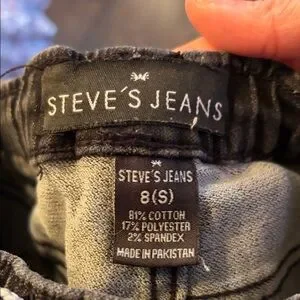 STEVE´S JEANS
STEVE´S JEANS
8(S)
81% COTTON
17% POLYESTER
2% SPANDEX
MADE IN PAKISTAN